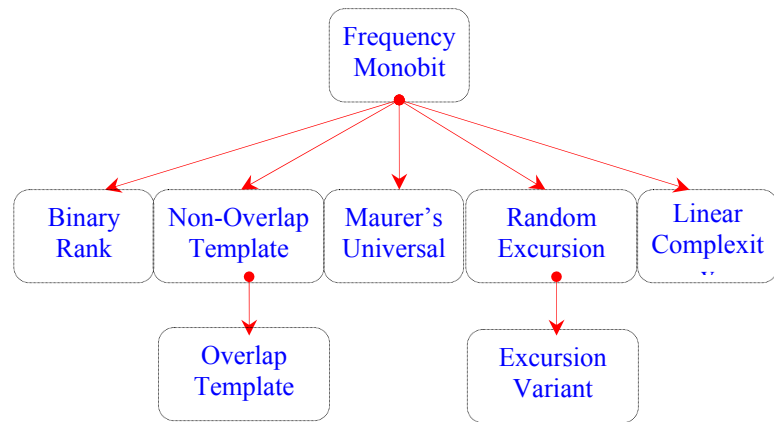 Frequency
Monobit
Binary
Rank
Non-Overlap
Template
Maurer’s
Universal
Random
Excursion
Linear
Complexit
y
Overlap
Template
Excursion
Variant